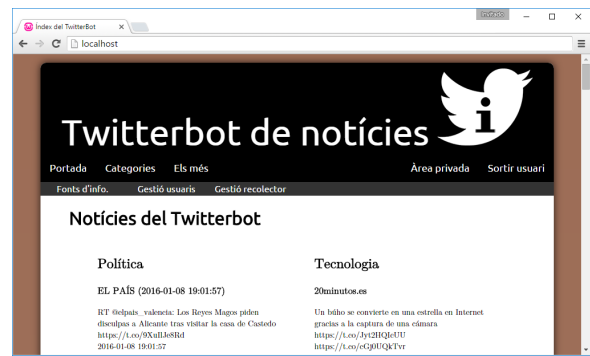 Invitado
Index del TwitterBot
localhost
Twitterbot de notícies
i
Portada Categories Els més Àrea privada Sortir usuari
Fonts d'info. Gestió usuaris Gestió recolector
Notícies del Twitterbot
Política
EL PAÍS (2016-01-08 19:01:57)
RT @elpais_valencia: Los Reyes Magos piden
disculpas a Alicante tras visitar la casa de Castedo
https://t.co/9XuIlJe8Rd
2016-01-08 19:01:57
Tecnologia
20minutos.es
Un búho se convierte en una estrella en Internet
gracias a la captura de una cámara
https://t.co/Jyt2HQIeUU
https://t.co/cGj0UQkTvr